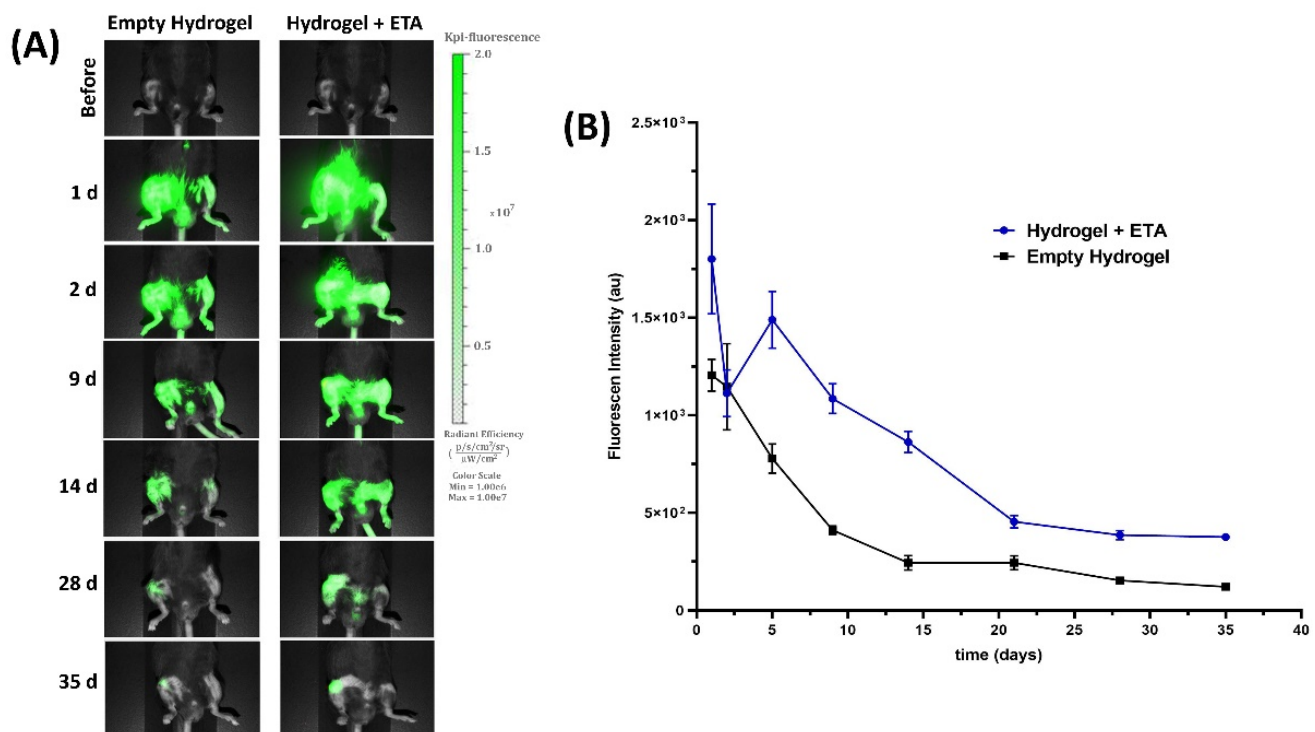 (A)
Empty Hydrogel
Hydrogel + ETA
Before
1 d
2 d
9 d
14 d
28 d
35 d
Kpi-fluorescence
2.0
1.5
x10⁷
1.0
0.5
Radiant Efficiency
(p/s/cm²/sr
μW/cm²)
Color Scale
Min = 1.00e6
Max = 1.00e7
(B)
2.5×10³
2×10³
1.5×10³
1×10³
5×10²
0
Fluorescen Intensity (au)
Hydrogel + ETA
Empty Hydrogel
0 5 10 15 20 25 30 35 40
time (days)